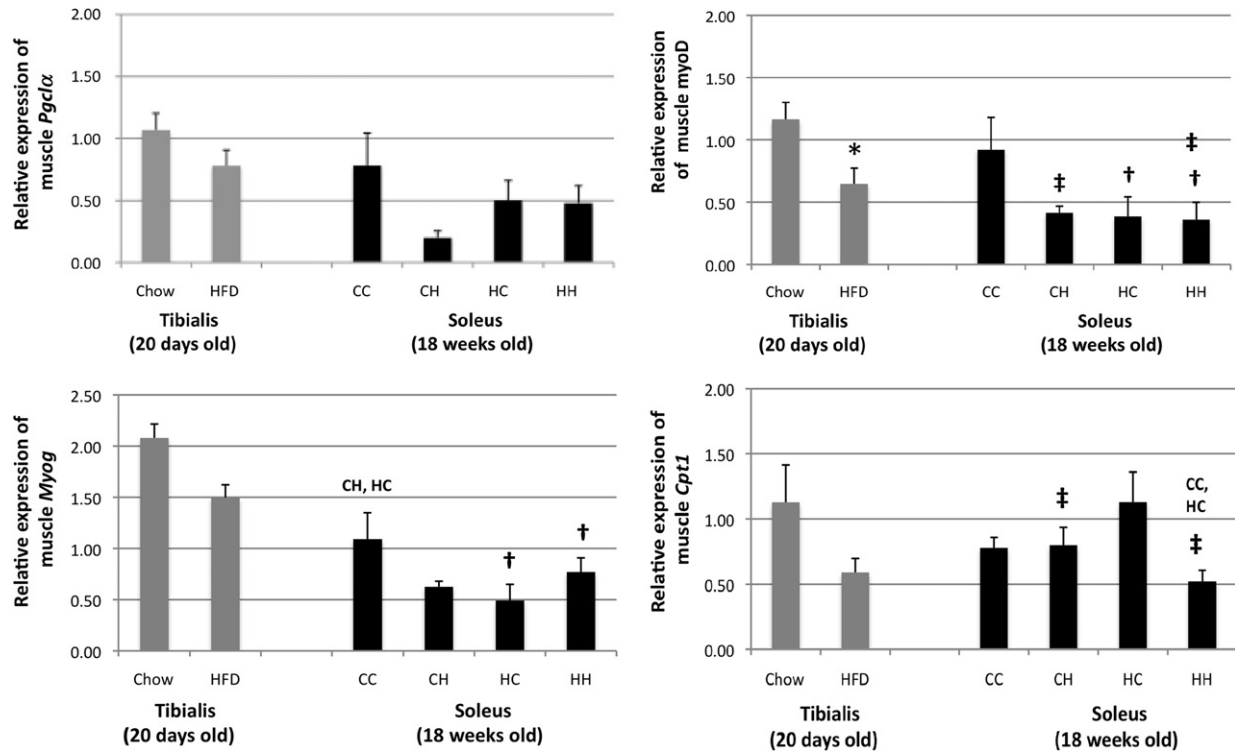 Relative expression of
muscle Pgclα
2.00
1.50
1.00
0.50
0.00
Chow
HFD
CC
CH
HC
HH
Tibialis
(20 days old)
Soleus
(18 weeks old)
Relative expression
of muscle myoD
2.00
1.50
1.00
0.50
0.00
*
‡
†
‡
†
Chow
HFD
CC
CH
HC
HH
Tibialis
(20 days old)
Soleus
(18 weeks old)
Relative expression of
muscle Myog
2.50
2.00
1.50
1.00
0.50
0.00
CH, HC
†
†
Chow
HFD
CC
CH
HC
HH
Tibialis
(20 days old)
Soleus
(18 weeks old)
Relative expression of
muscle Cpt1
2.00
1.50
1.00
0.50
0.00
‡
CC,
HC
‡
Chow
HFD
CC
CH
HC
HH
Tibialis
(20 days old)
Soleus
(18 weeks old)